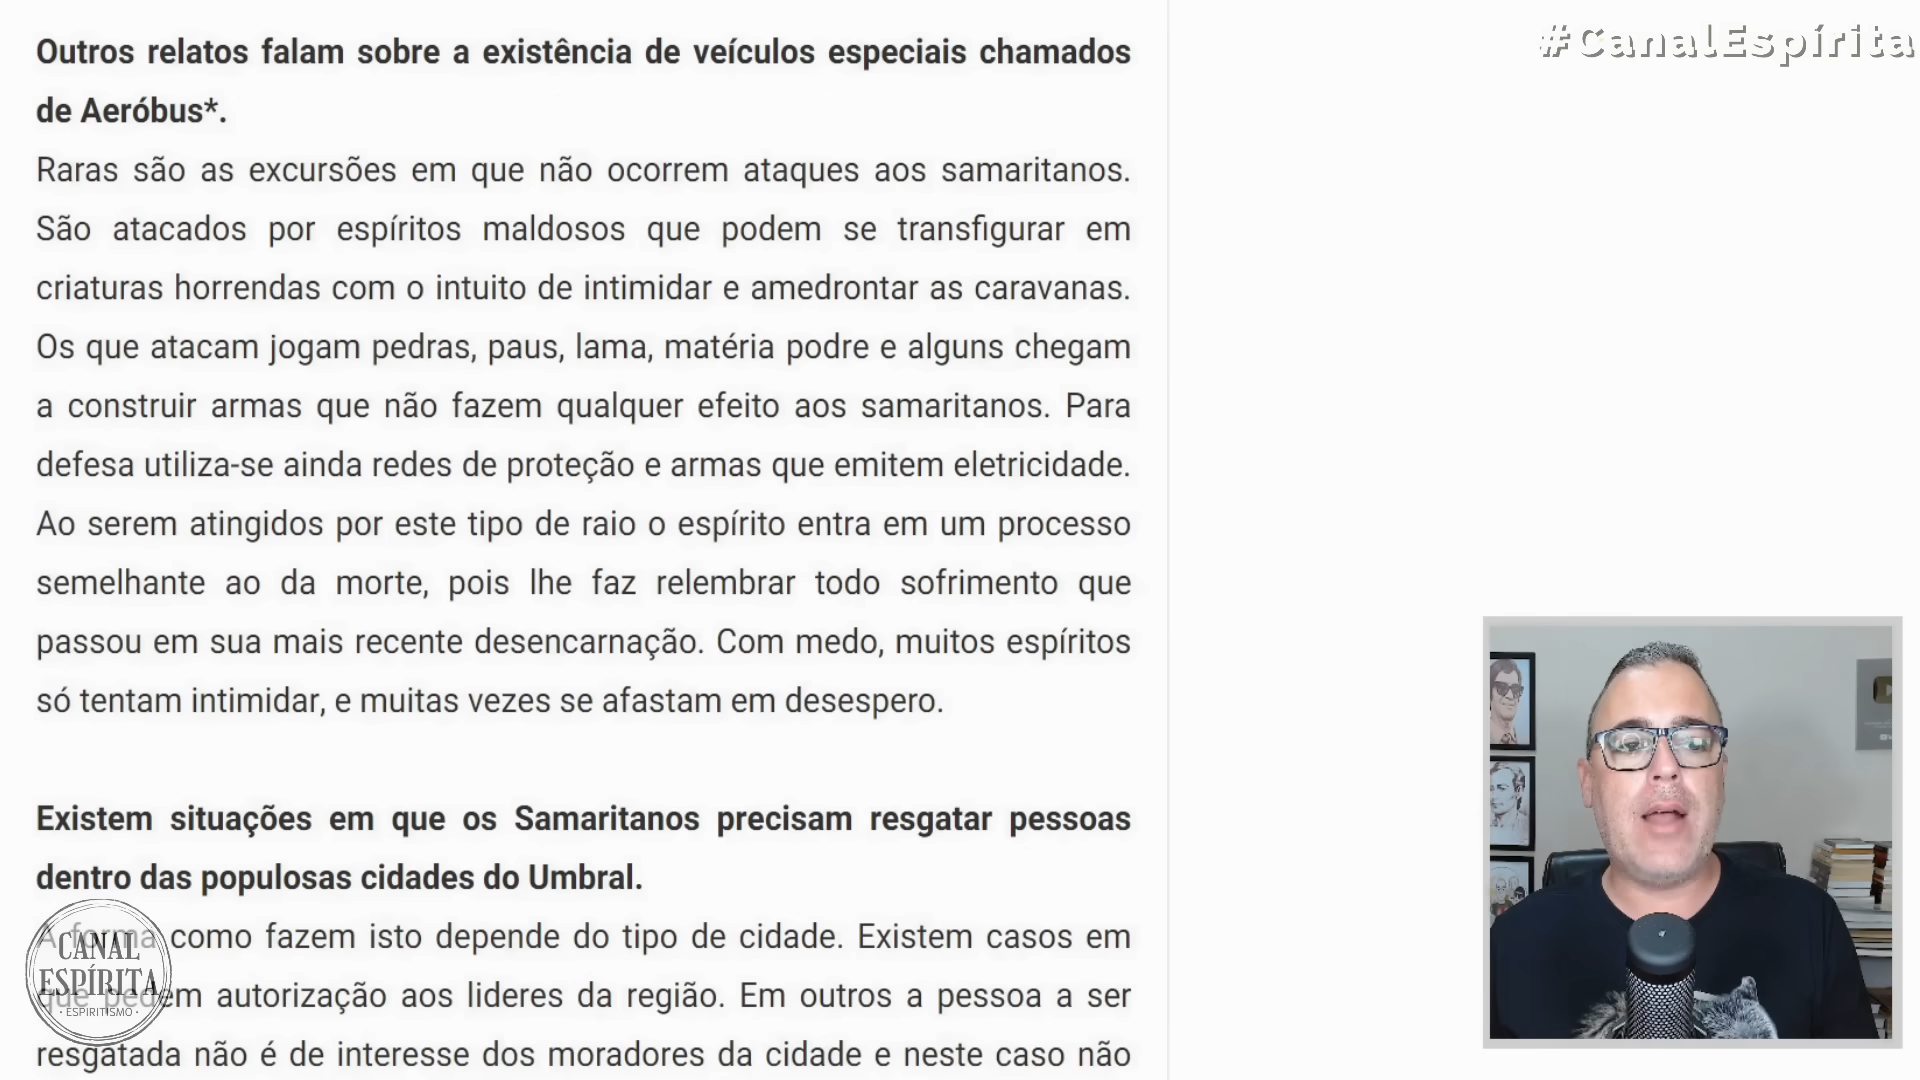 Outros relatos falam sobre a existência de veículos especiais chamados
de Aeróbus*.
Raras são as excursões em que não ocorrem ataques aos samaritanos.
São atacados por espíritos maldosos que podem se transfigurar em
criaturas horrendas com o intuito de intimidar e amedrontar as caravanas.
Os que atacam jogam pedras, paus, lama, matéria podre e alguns chegam
a construir armas que não fazem qualquer efeito aos samaritanos. Para
defesa utiliza-se ainda redes de proteção e armas que emitem eletricidade.
Ao serem atingidos por este tipo de raio o espírito entra em um processo
semelhante ao da morte, pois lhe faz relembrar todo sofrimento que
passou em sua mais recente desencarnação. Com medo, muitos espíritos
só tentam intimidar, e muitas vezes se afastam em desespero.
Existem situações em que os Samaritanos precisam resgatar pessoas
dentro das populosas cidades do Umbral.
A forma como fazem isto depende do tipo de cidade. Existem casos em
que pedem autorização aos lideres da região. Em outros a pessoa a ser
resgatada não é de interesse dos moradores da cidade e neste caso não
#CanalEspírita
CANAL
ESPÍRITA
· ESPIRITISMO ·